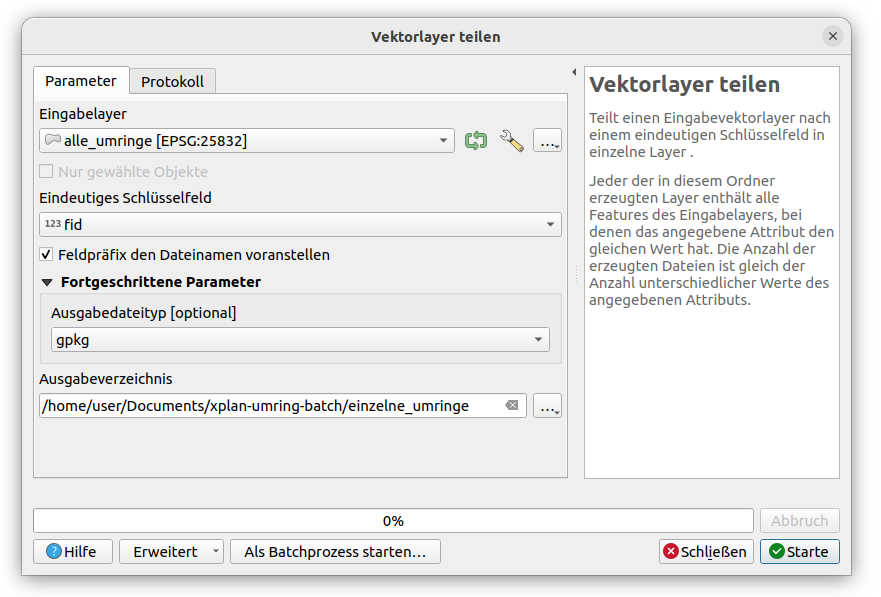 Vektorlayer teilen
Parameter
Protokoll
Eingabelayer
alle_umringe [EPSG:25832]
...
Nur gewählte Objekte
Eindeutiges Schlüsselfeld
123 fid
Feldpräfix den Dateinamen voranstellen
Fortgeschrittene Parameter
Ausgabedateityp [optional]
gpkg
Ausgabeverzeichnis
/home/user/Documents/xplan-umring-batch/einzelne_umringe
...
Vektorlayer teilen
Teilt einen Eingabevektorlayer nach
einem eindeutigen Schlüsselfeld in
einzelne Layer .
Jeder der in diesem Ordner
erzeugten Layer enthält alle
Features des Eingabelayers, bei
denen das angegebene Attribut den
gleichen Wert hat. Die Anzahl der
erzeugten Dateien ist gleich der
Anzahl unterschiedlicher Werte des
angegebenen Attributs.
0%
Abbruch
? Hilfe
Erweitert
Als Batchprozess starten…
Schließen
Starte